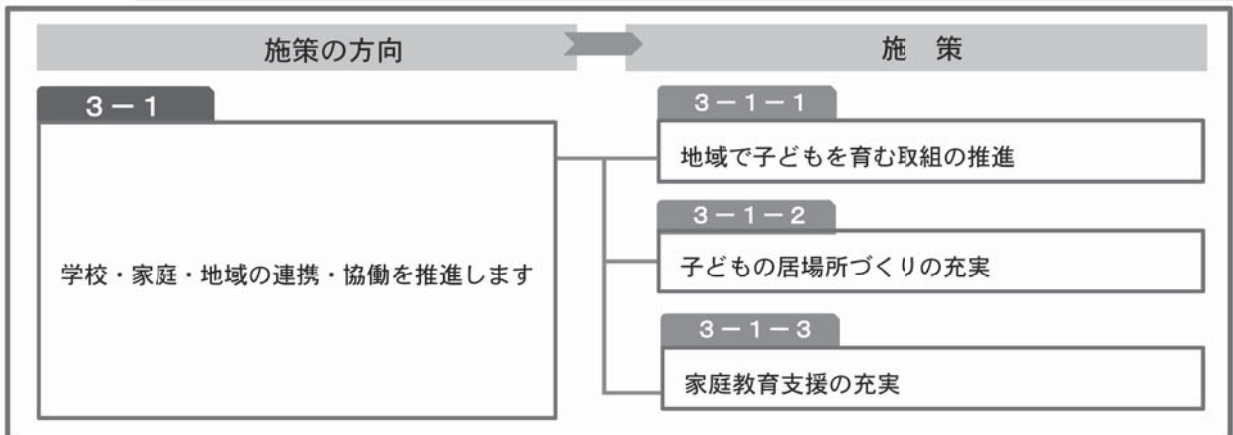 施策の方向
施 策
3-1
学校・家庭・地域の連携・協働を推進します
3-1-1
地域で子どもを育む取組の推進
3-1-2
子どもの居場所づくりの充実
3-1-3
家庭教育支援の充実